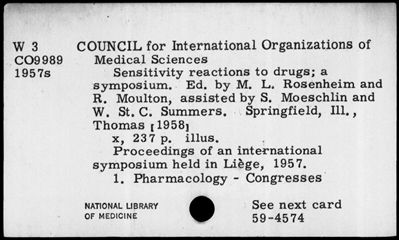 W 3 COUNCIL for International Organizations of
CO9989 Medical Sciences
1957s Sensitivity reactions to drugs; a
symposium. Ed. by M. L. Rosenheim and
R. Moulton, assisted by S. Moeschlin and
W. St. C. Summers. Springfield, Ill.,
Thomas [1958]
x, 237 p. illus.
Proceedings of an international
symposium held in Liège, 1957.
1. Pharmacology - Congresses
NATIONAL LIBRARY See next card
OF MEDICINE 59-4574